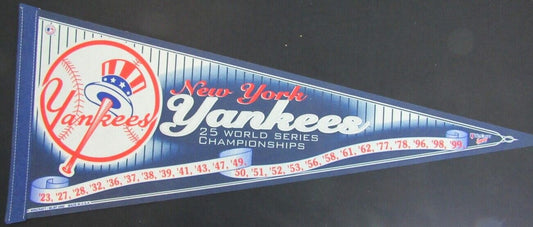 Yankees
New York
Yankees
25 WORLD SERIES
CHAMPIONSHIPS
'23, '27, '28, '32, '36, '37, '38, '39, '41, '43, '47, '49,
'50, '51, '52, '53, '56, '58, '61, '62, '77, '78, '96, '98, '99